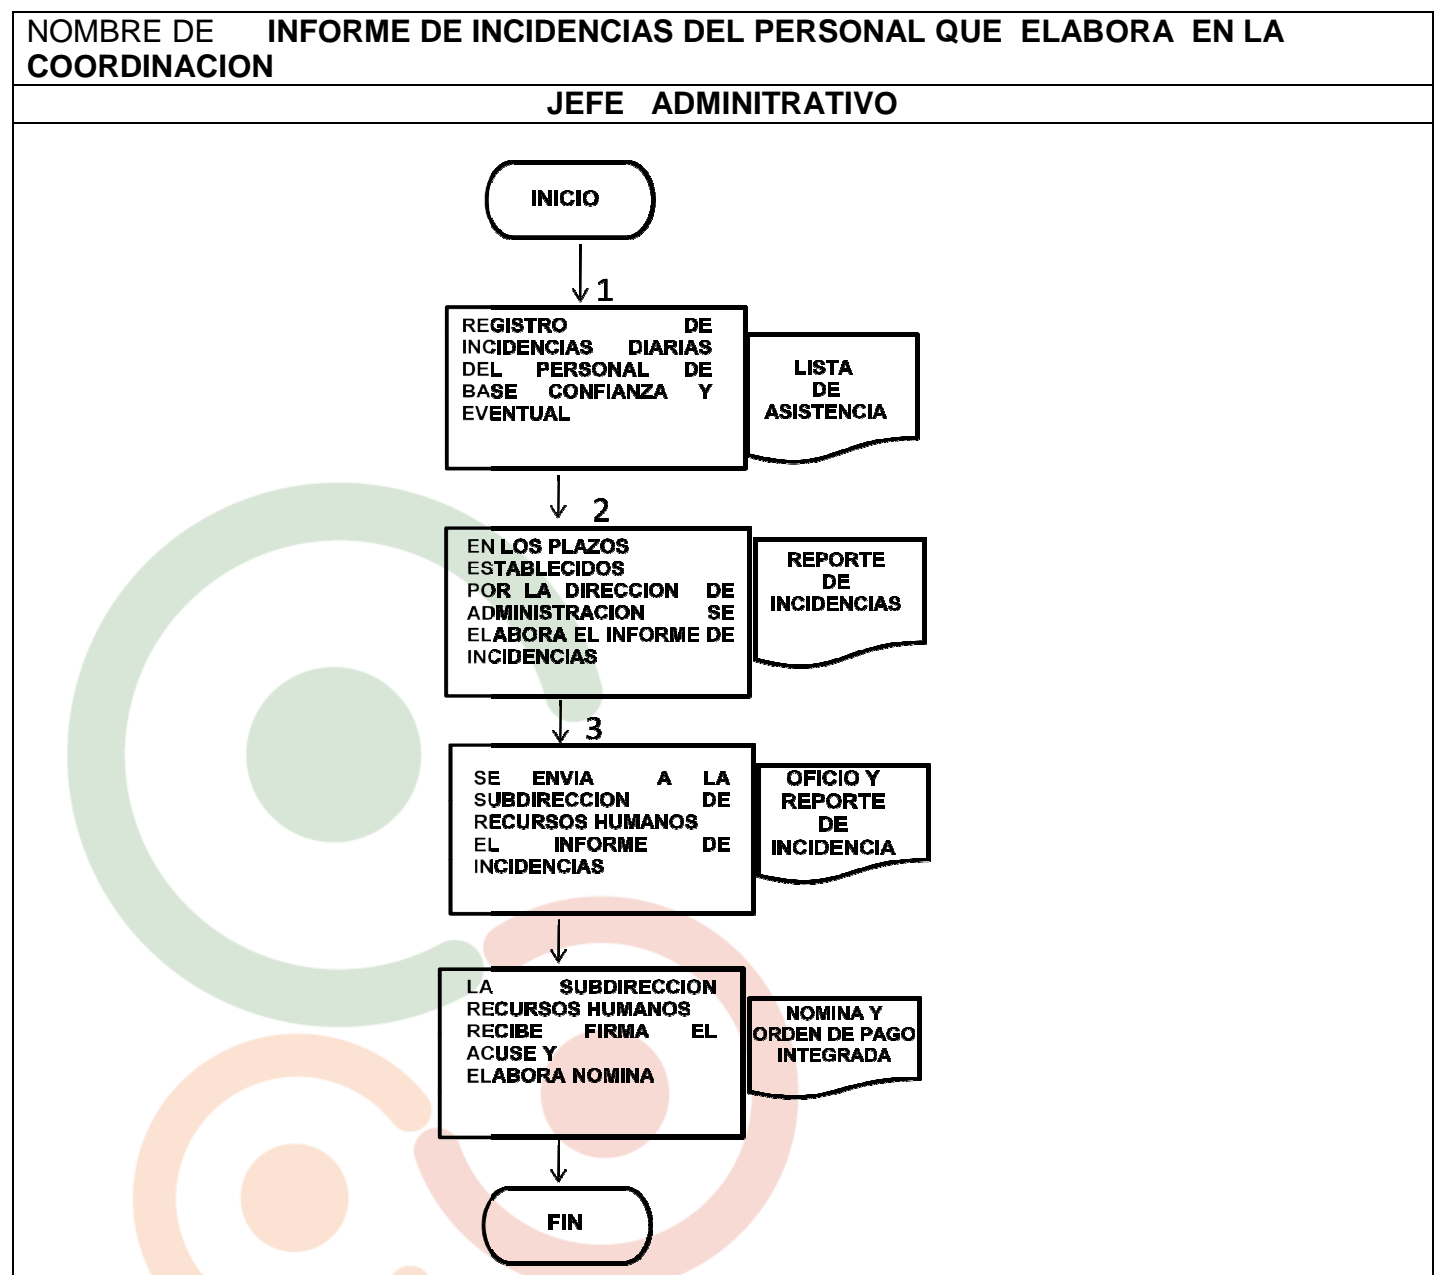 NOMBRE DE INFORME DE INCIDENCIAS DEL PERSONAL QUE ELABORA EN LA
COORDINACION
JEFE ADMINITRATIVO
INICIO
1
REGISTRO DE
INCIDENCIAS DIARIAS
DEL PERSONAL DE
BASE CONFIANZA Y
EVENTUAL
LISTA
DE
ASISTENCIA
2
EN LOS PLAZOS
ESTABLECIDOS
POR LA DIRECCION DE
ADMINISTRACION SE
ELABORA EL INFORME DE
INCIDENCIAS
REPORTE
DE
INCIDENCIAS
3
SE ENVIA A LA
SUBDIRECCION DE
RECURSOS HUMANOS
EL INFORME DE
INCIDENCIAS
OFICIO Y
REPORTE
DE
INCIDENCIA
LA SUBDIRECCION
RECURSOS HUMANOS
RECIBE FIRMA EL
ACUSE Y
ELABORA NOMINA
NOMINA Y
ORDEN DE PAGO
INTEGRADA
FIN